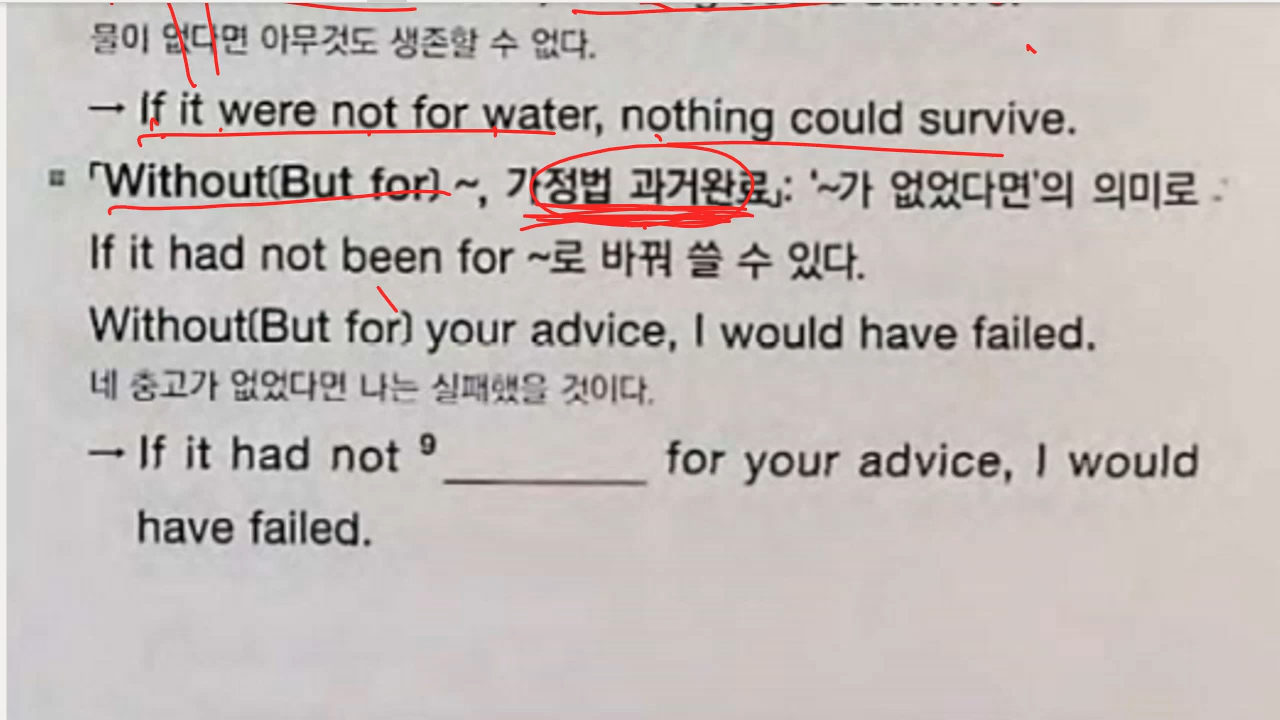 물이 없다면 아무것도 생존할 수 없다.
→ If it were not for water, nothing could survive.
「Without(But for) ~, 가정법 과거완료」: '~가 없었다면'의 의미로
If it had not been for ~로 바꿔 쓸 수 있다.
Without(But for) your advice, I would have failed.
네 충고가 없었다면 나는 실패했을 것이다.
→ If it had not ⁹________ for your advice, I would
have failed.